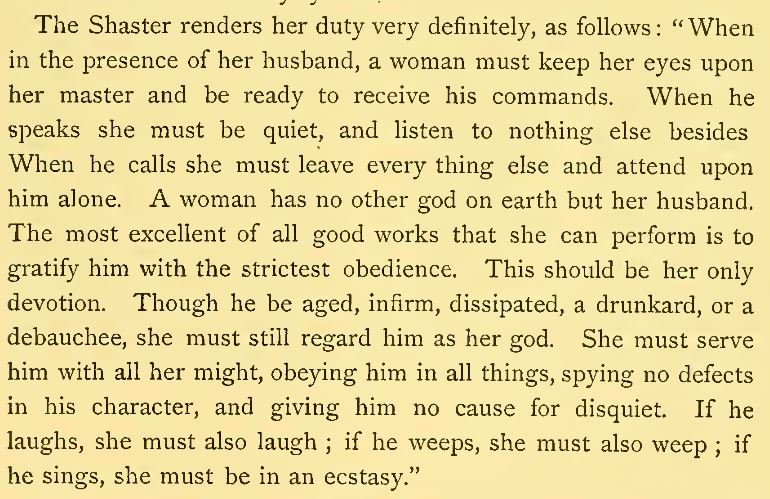 The Shaster renders her duty very definitely, as follows: “When
in the presence of her husband, a woman must keep her eyes upon
her master and be ready to receive his commands. When he
speaks she must be quiet, and listen to nothing else besides
When he calls she must leave every thing else and attend upon
him alone. A woman has no other god on earth but her husband.
The most excellent of all good works that she can perform is to
gratify him with the strictest obedience. This should be her only
devotion. Though he be aged, infirm, dissipated, a drunkard, or a
debauchee, she must still regard him as her god. She must serve
him with all her might, obeying him in all things, spying no defects
in his character, and giving him no cause for disquiet. If he
laughs, she must also laugh ; if he weeps, she must also weep ; if
he sings, she must be in an ecstasy.”